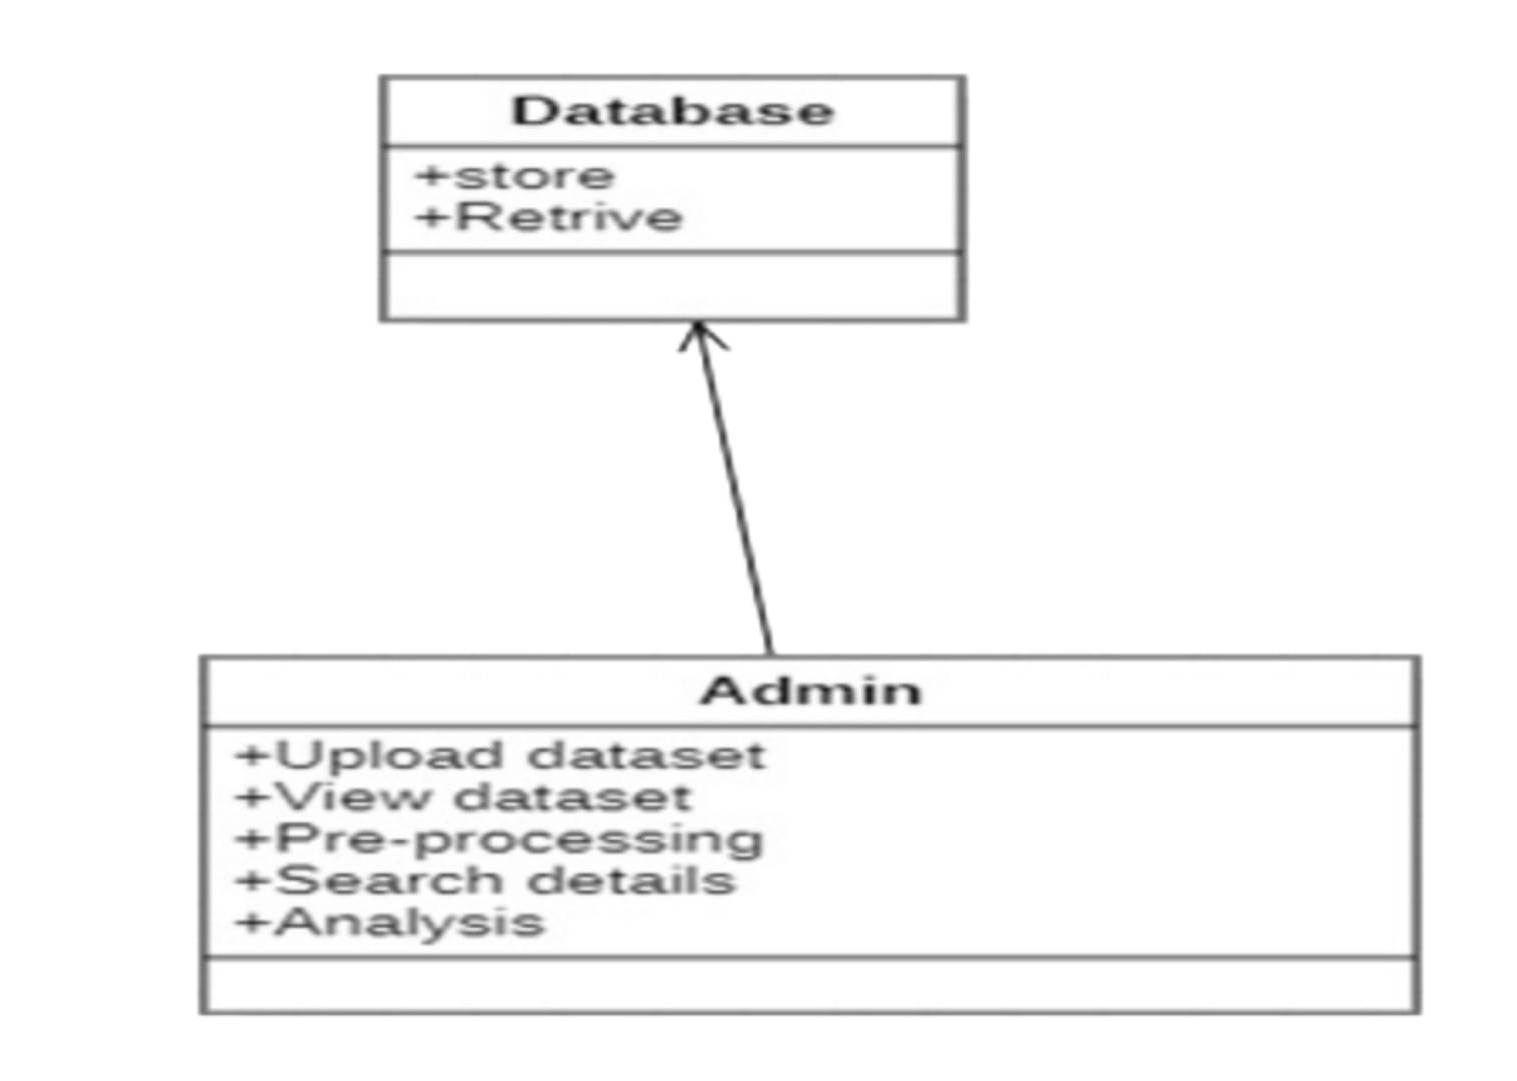 Database
+store
+Retrive
Admin
+Upload dataset
+View dataset
+Pre-processing
+Search details
+Analysis